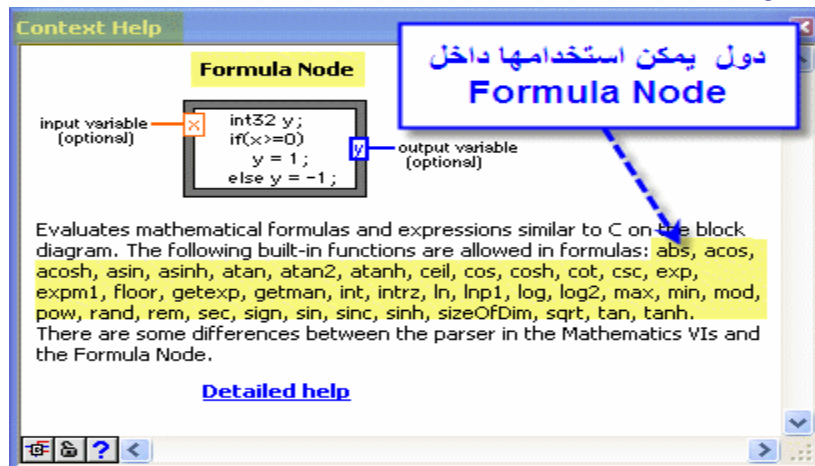 Context Help
دول يمكن استخدامها داخل
Formula Node
Formula Node
input variable
(optional)
x
int32 y;
if(x>=0)
y = 1;
else y = -1;
y
output variable
(optional)
Evaluates mathematical formulas and expressions similar to C on the block
diagram. The following built-in functions are allowed in formulas: abs, acos,
acosh, asin, asinh, atan, atan2, atanh, ceil, cos, cosh, cot, csc, exp,
expm1, floor, getexp, getman, int, intrz, ln, lnp1, log, log2, max, min, mod,
pow, rand, rem, sec, sign, sin, sinc, sinh, sizeOfDim, sqrt, tan, tanh.
There are some differences between the parser in the Mathematics VIs and
the Formula Node.
Detailed help
?